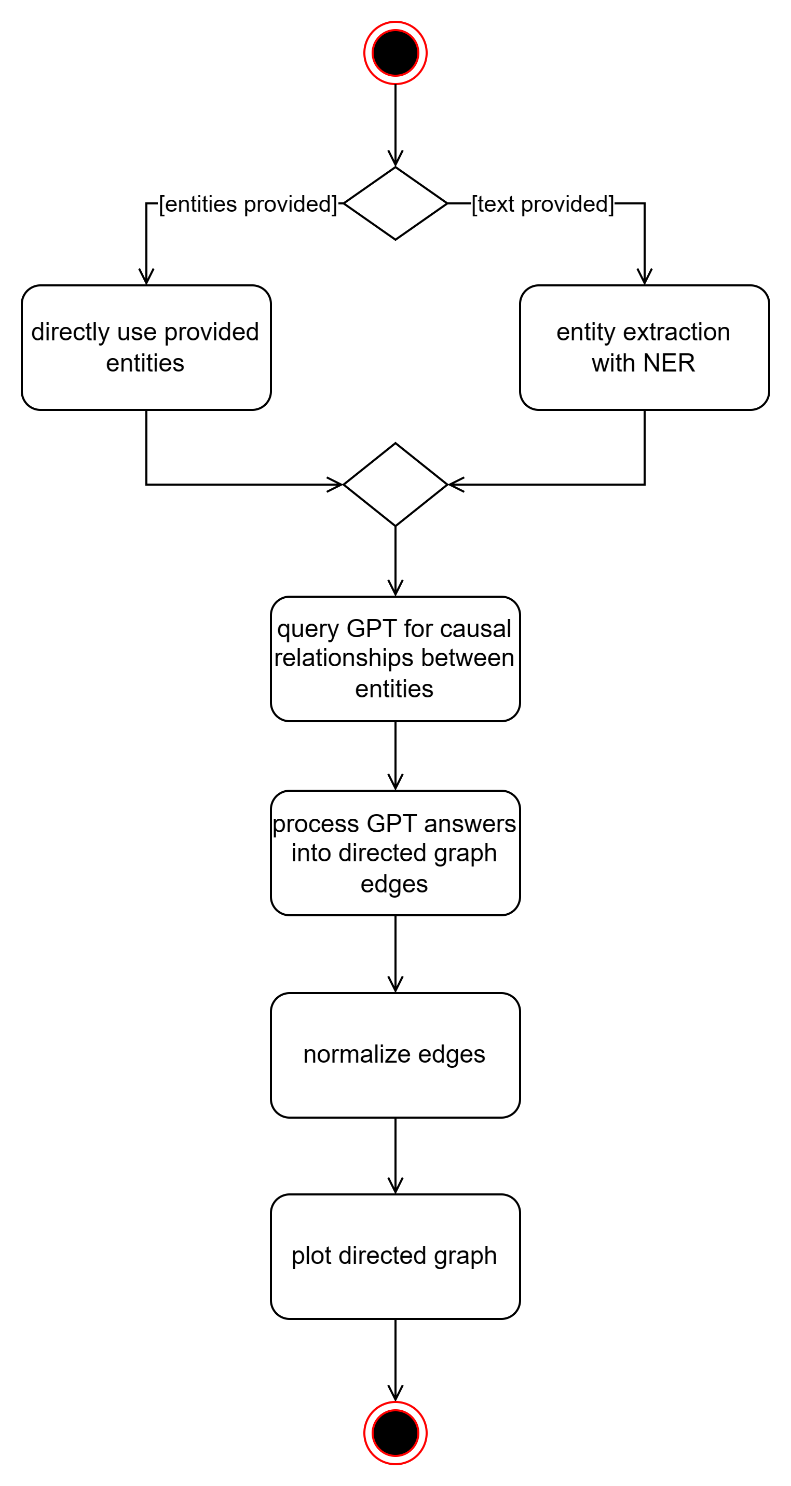 [entities provided]
[text provided]
directly use provided
entities
entity extraction
with NER
query GPT for causal
relationships between
entities
process GPT answers
into directed graph
edges
normalize edges
plot directed graph